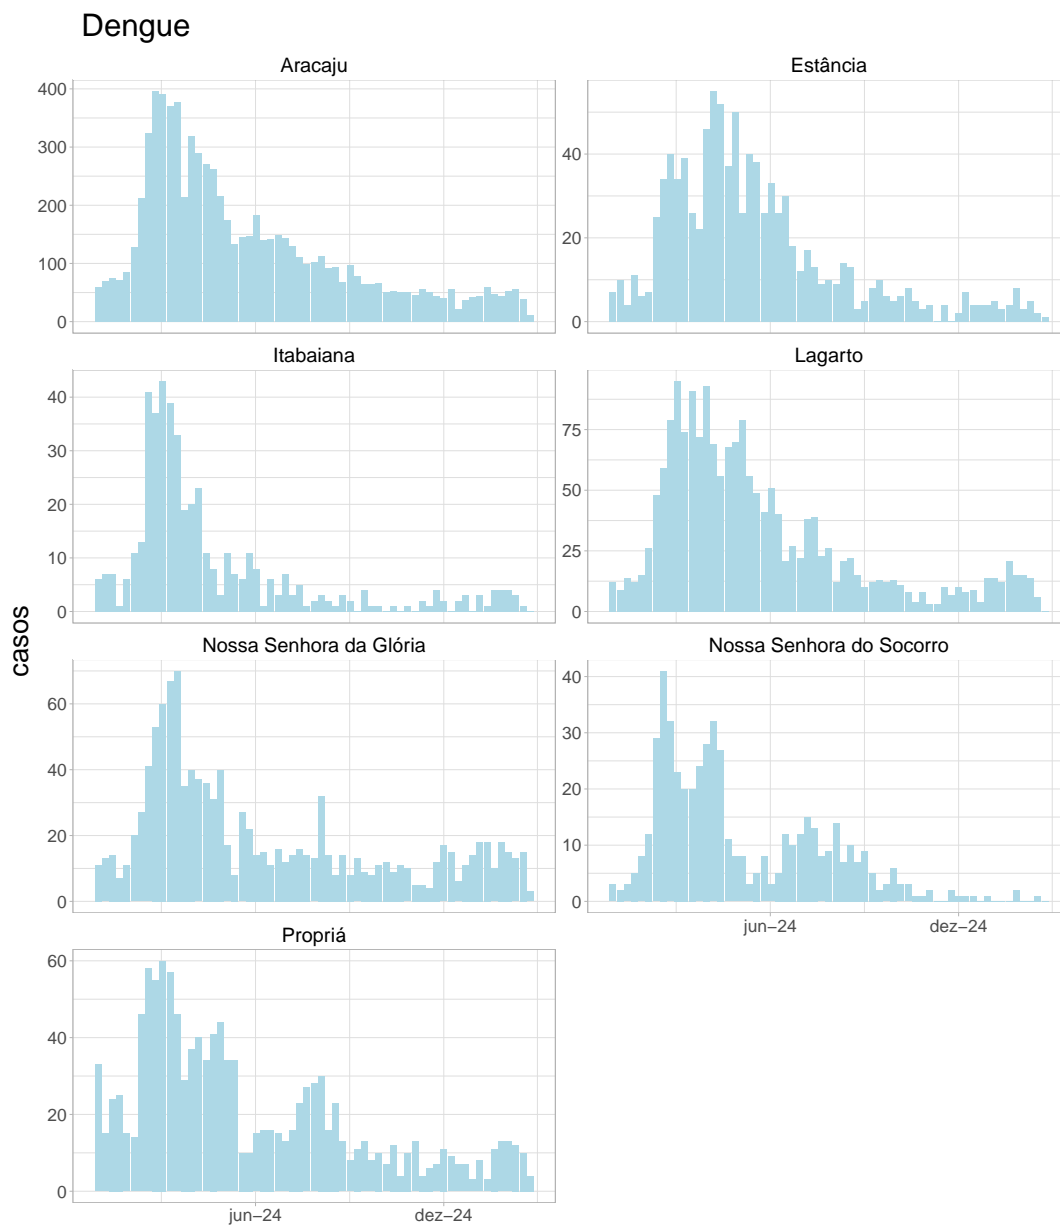 Dengue
Aracaju
Estância
400
300
200
100
0
40
20
0
Itabaiana
Lagarto
40
30
20
10
0
75
50
25
0
casos
Nossa Senhora da Glória
Nossa Senhora do Socorro
60
40
20
0
40
30
20
10
0
jun−24
dez−24
Propriá
60
40
20
0
jun−24
dez−24